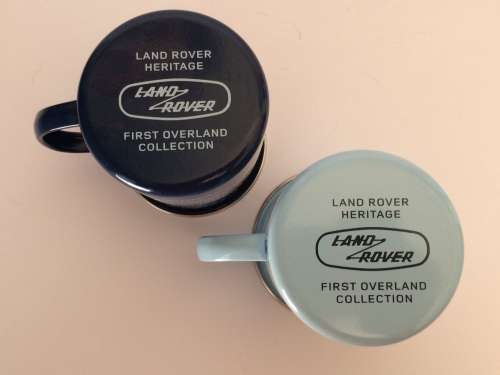 LAND ROVER
HERITAGE
LAND ROVER
FIRST OVERLAND
COLLECTION
LAND ROVER
HERITAGE
LAND ROVER
FIRST OVERLAND
COLLECTION